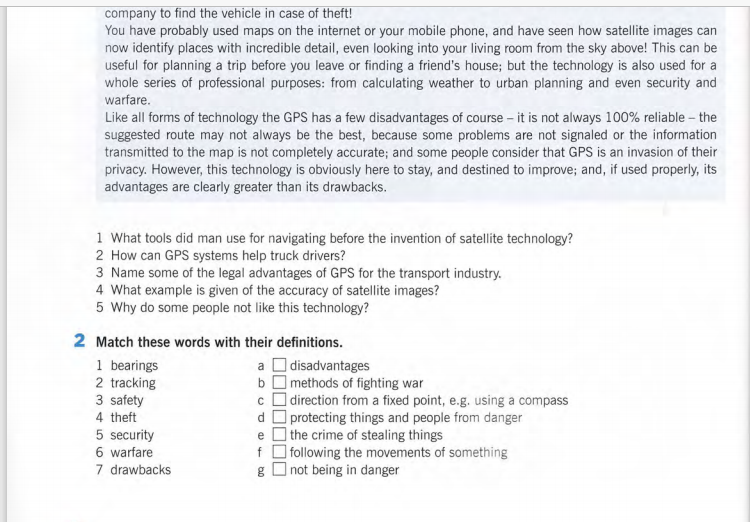 company to find the vehicle in case of theft!
You have probably used maps on the internet or your mobile phone, and have seen how satellite images can
now identify places with incredible detail, even looking into your living room from the sky above! This can be
useful for planning a trip before you leave or finding a friend's house; but the technology is also used for a
whole series of professional purposes: from calculating weather to urban planning and even security and
warfare.
Like all forms of technology the GPS has a few disadvantages of course – it is not always 100% reliable – the
suggested route may not always be the best, because some problems are not signaled or the information
transmitted to the map is not completely accurate; and some people consider that GPS is an invasion of their
privacy. However, this technology is obviously here to stay, and destined to improve; and, if used properly, its
advantages are clearly greater than its drawbacks.
1 What tools did man use for navigating before the invention of satellite technology?
2 How can GPS systems help truck drivers?
3 Name some of the legal advantages of GPS for the transport industry.
4 What example is given of the accuracy of satellite images?
5 Why do some people not like this technology?
2 Match these words with their definitions.
1 bearings
2 tracking
3 safety
4 theft
5 security
6 warfare
7 drawbacks
a disadvantages
b methods of fighting war
c direction from a fixed point, e.g. using a compass
d protecting things and people from danger
e the crime of stealing things
f following the movements of something
g not being in danger